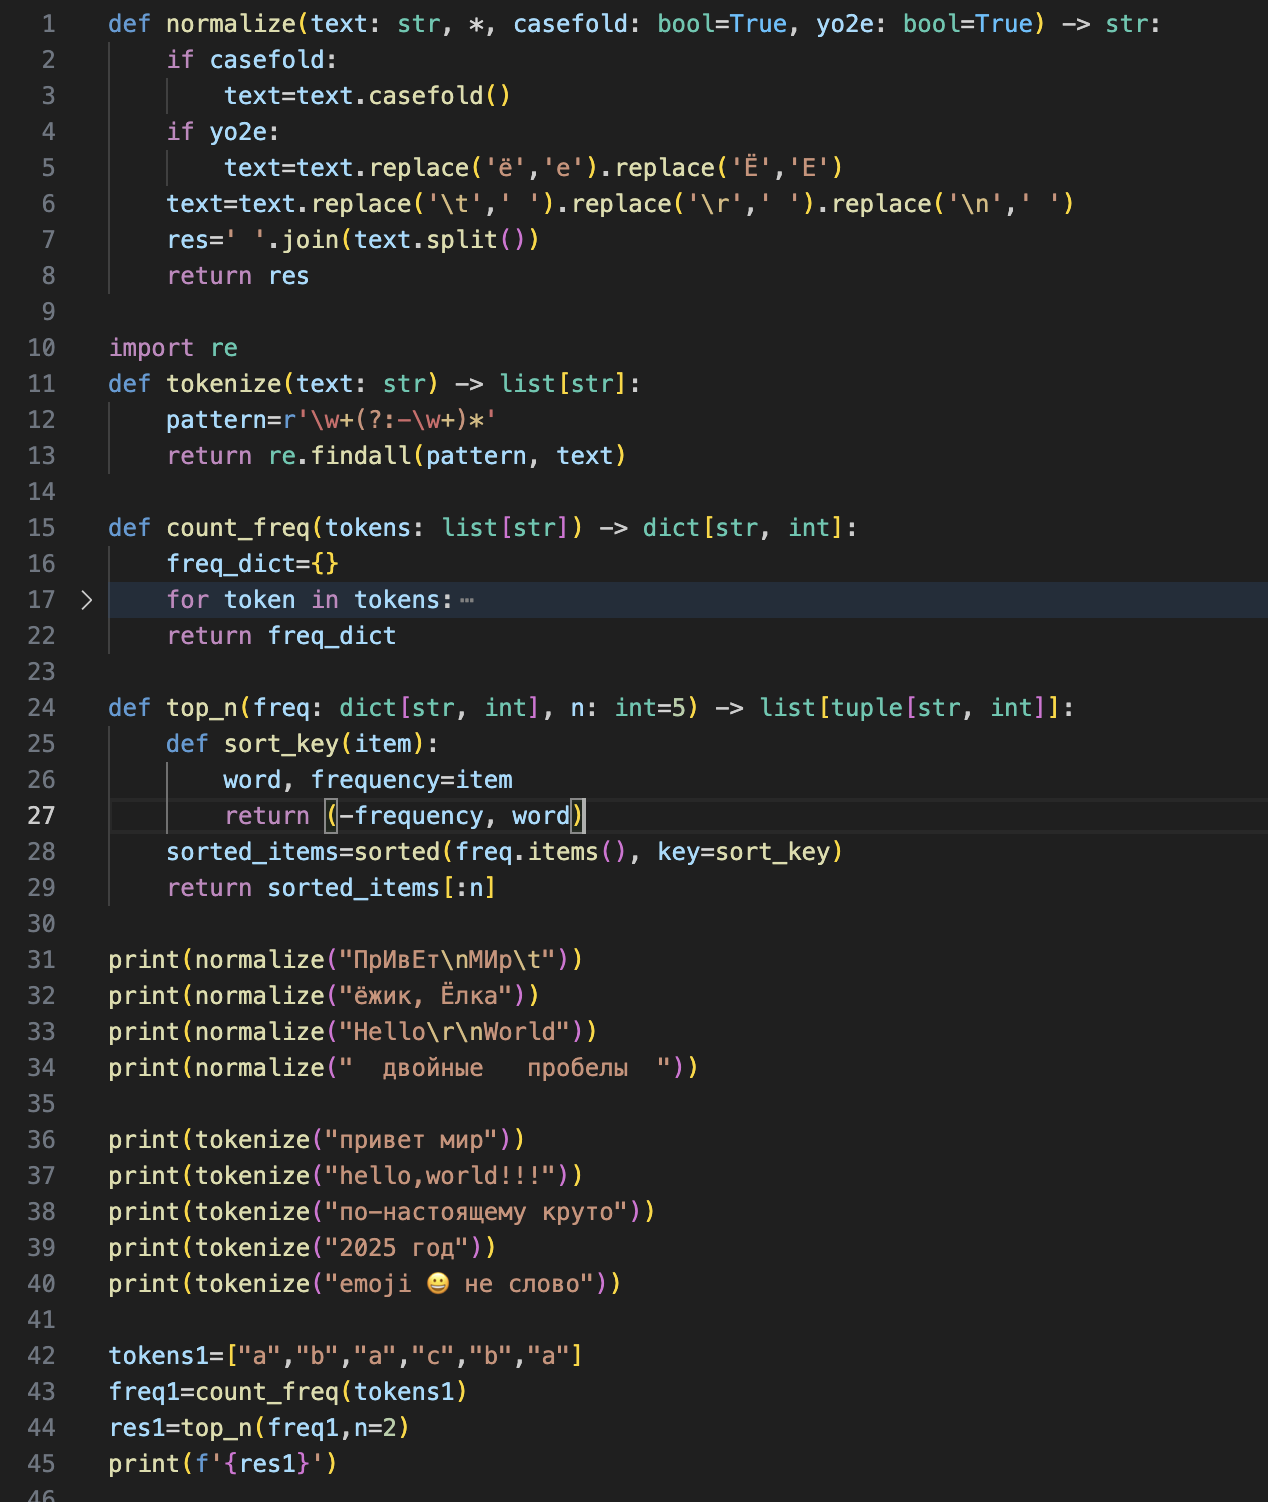 1 def normalize(text: str, *, casefold: bool=True, yo2e: bool=True) -> str:
2     if casefold:
3         text=text.casefold()
4     if yo2e:
5         text=text.replace('ё','е').replace('Ё','Е')
6     text=text.replace('\t',' ').replace('\r',' ').replace('\n',' ')
7     res=' '.join(text.split())
8     return res
9
10 import re
11 def tokenize(text: str) -> list[str]:
12     pattern=r'\w+(?:-\w+)*'
13     return re.findall(pattern, text)
14
15 def count_freq(tokens: list[str]) -> dict[str, int]:
16     freq_dict={}
17 >     for token in tokens: ⋯
22     return freq_dict
23
24 def top_n(freq: dict[str, int], n: int=5) -> list[tuple[str, int]]:
25     def sort_key(item):
26         word, frequency=item
27         return (-frequency, word)
28     sorted_items=sorted(freq.items(), key=sort_key)
29     return sorted_items[:n]
30
31 print(normalize("ПрИвЕт\nМИр\t"))
32 print(normalize("ёжик, Ёлка"))
33 print(normalize("Hello\r\nWorld"))
34 print(normalize("  двойные   пробелы  "))
35
36 print(tokenize("привет мир"))
37 print(tokenize("hello,world!!!"))
38 print(tokenize("по-настоящему круто"))
39 print(tokenize("2025 год"))
40 print(tokenize("emoji 😀 не слово"))
41
42 tokens1=["a","b","a","c","b","a"]
43 freq1=count_freq(tokens1)
44 res1=top_n(freq1,n=2)
45 print(f'{res1}')
46